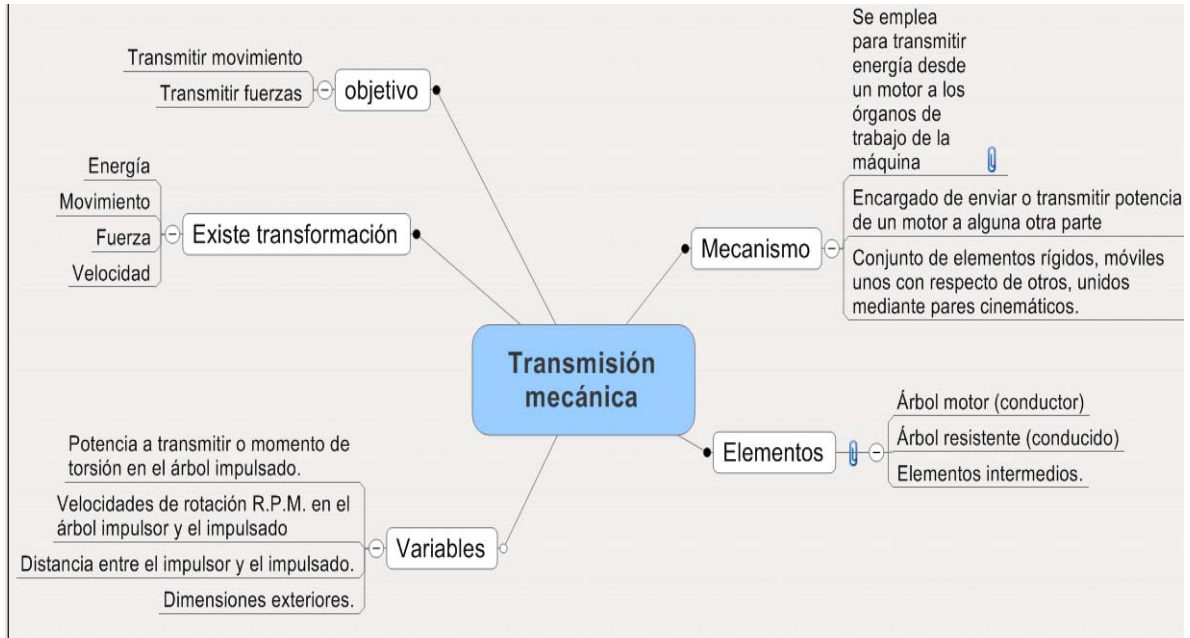 Transmisión
mecánica
objetivo
Transmitir movimiento
Transmitir fuerzas
Existe transformación
Energía
Movimiento
Fuerza
Velocidad
Variables
Potencia a transmitir o momento de
torsión en el árbol impulsado.
Velocidades de rotación R.P.M. en el
árbol impulsor y el impulsado
Distancia entre el impulsor y el impulsado.
Dimensiones exteriores.
Mecanismo
Se emplea
para transmitir
energía desde
un motor a los
órganos de
trabajo de la
máquina
Encargado de enviar o transmitir potencia
de un motor a alguna otra parte
Conjunto de elementos rígidos, móviles
unos con respecto de otros, unidos
mediante pares cinemáticos.
Elementos
Árbol motor (conductor)
Árbol resistente (conducido)
Elementos intermedios.